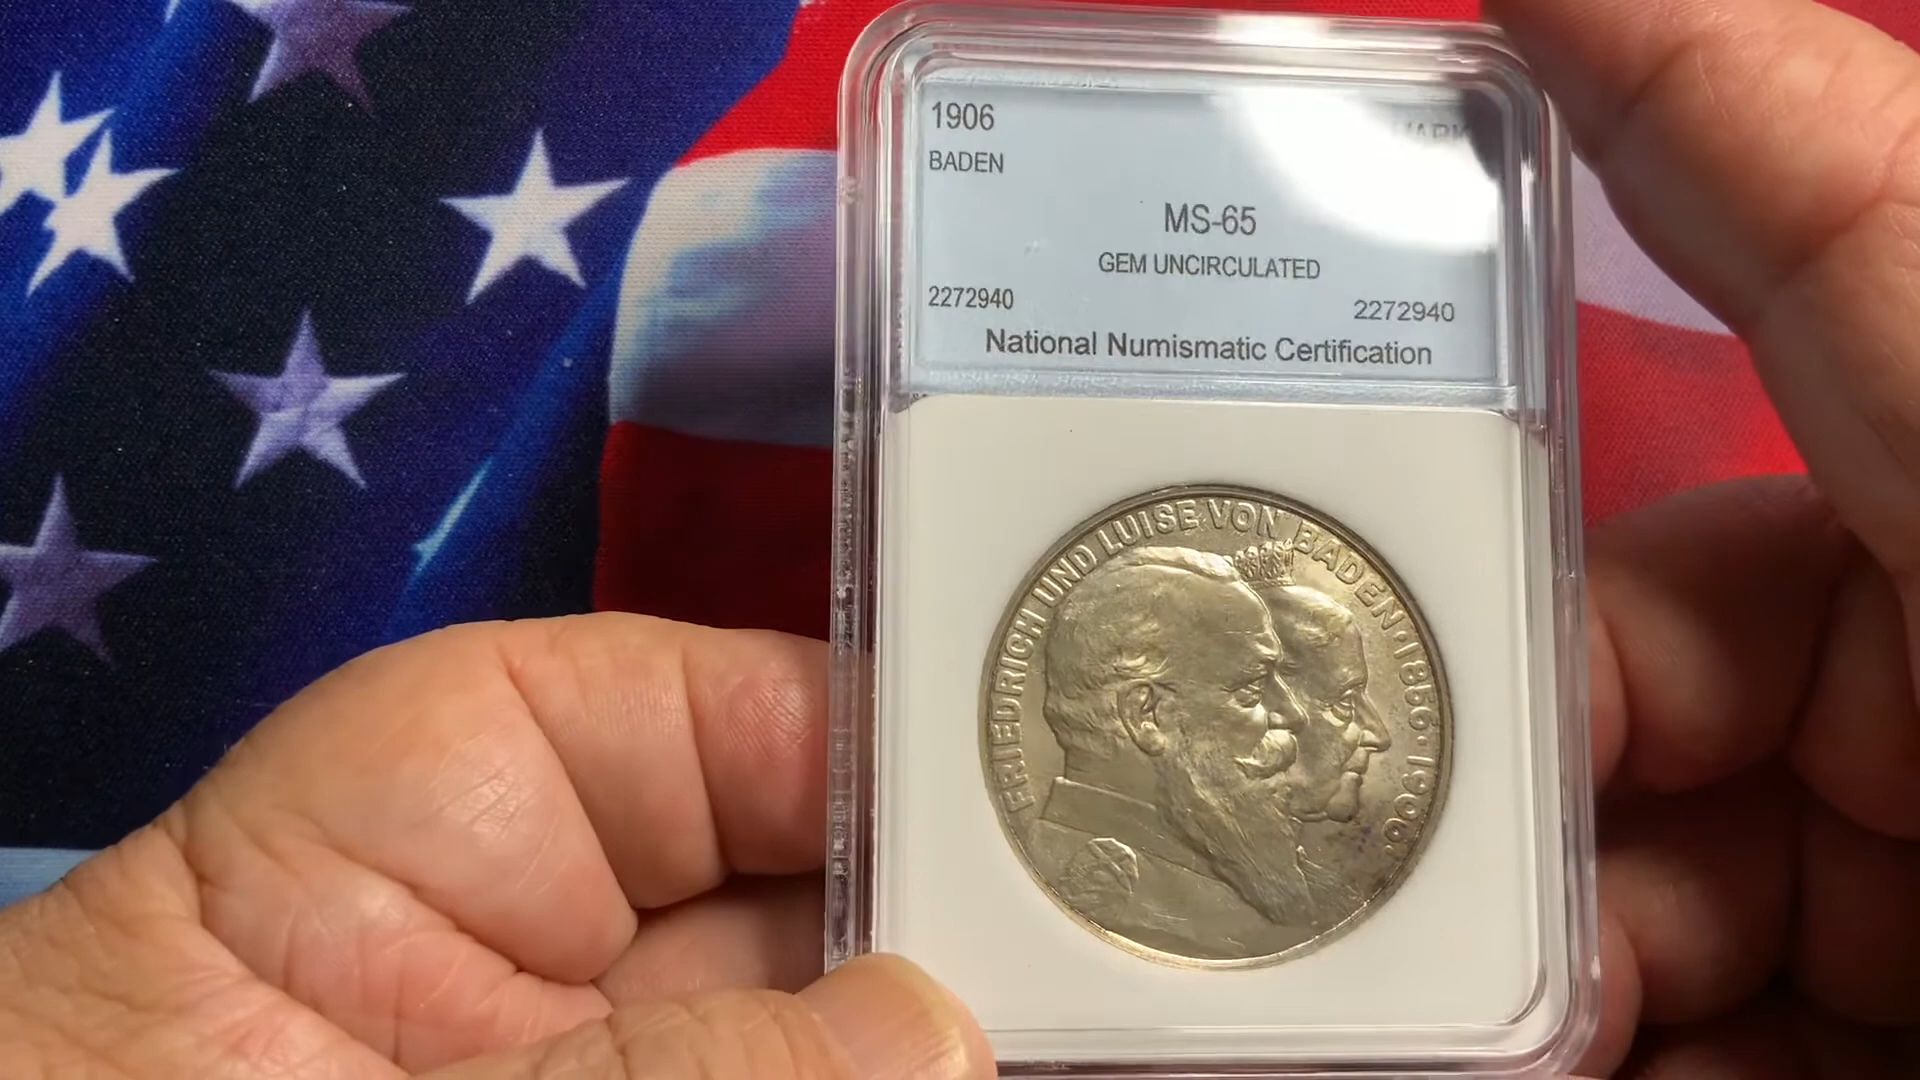 1906
BADEN
MS-65
GEM UNCIRCULATED
2272940 2272940
National Numismatic Certification
FRIEDRICH UND LUISE VON BADEN · 1856 · 1906 ·